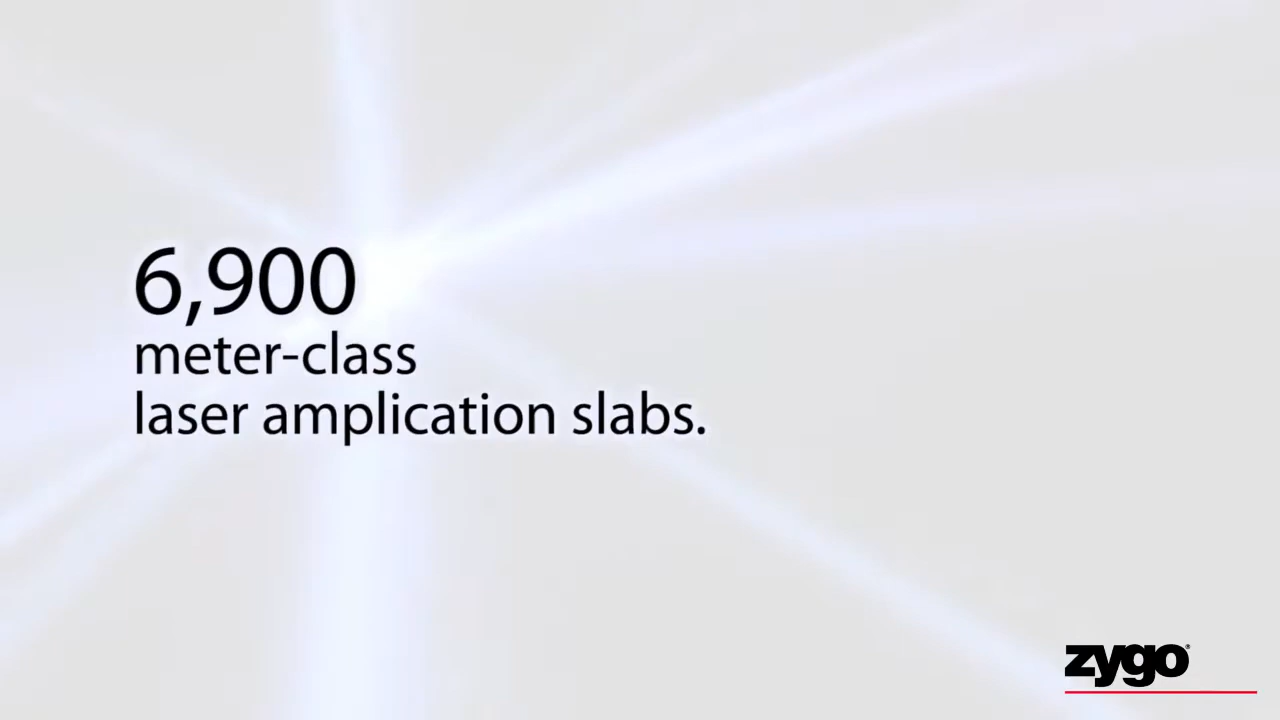 6,900
meter-class
laser amplication slabs.
zygo®